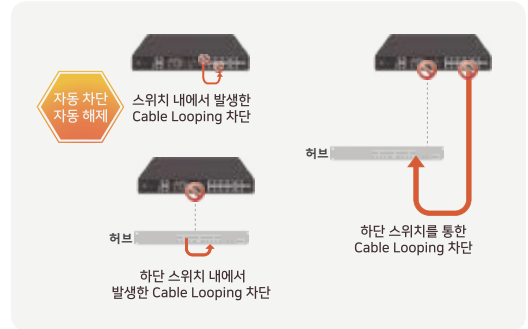 자동 차단
자동 해제
스위치 내에서 발생한
Cable Looping 차단
허브
하단 스위치 내에서
발생한 Cable Looping 차단
허브
하단 스위치를 통한
Cable Looping 차단